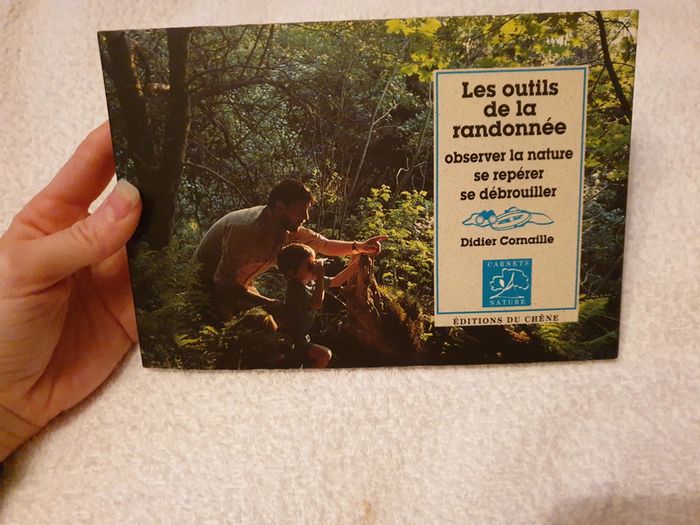 Les outils
de la
randonnée
observer la nature
se repérer
se débrouiller
Didier Cornaille
CARNETS
NATURE
ÉDITIONS DU CHÊNE